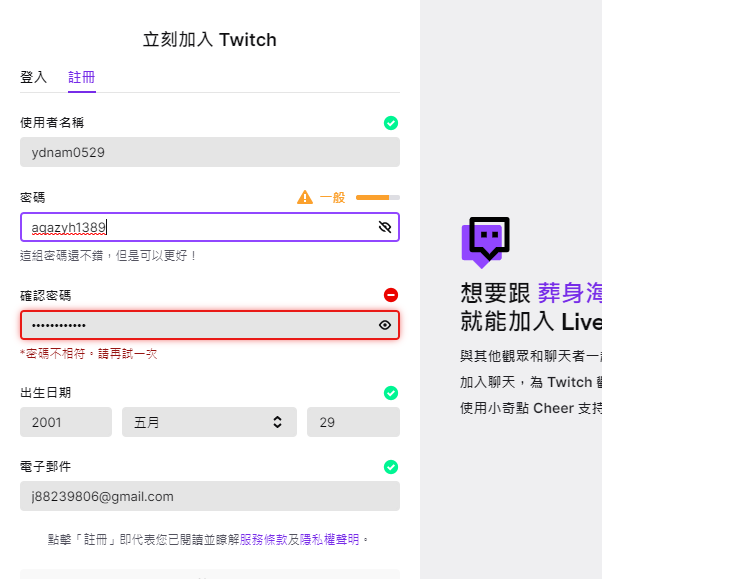 立刻加入 Twitch
登入 註冊
使用者名稱
ydnam0529
密碼 一般
aqazyh1389
這組密碼還不錯，但是可以更好！
確認密碼
••••••••••••
*密碼不相符。請再試一次
出生日期
2001 五月 29
電子郵件
j88239806@gmail.com
點擊「註冊」即代表您已閱讀並瞭解服務條款及隱私權聲明。
想要跟 葬身海
就能加入 Live
與其他觀眾和聊天者一起
加入聊天，為 Twitch 觀
使用小奇點 Cheer 支持